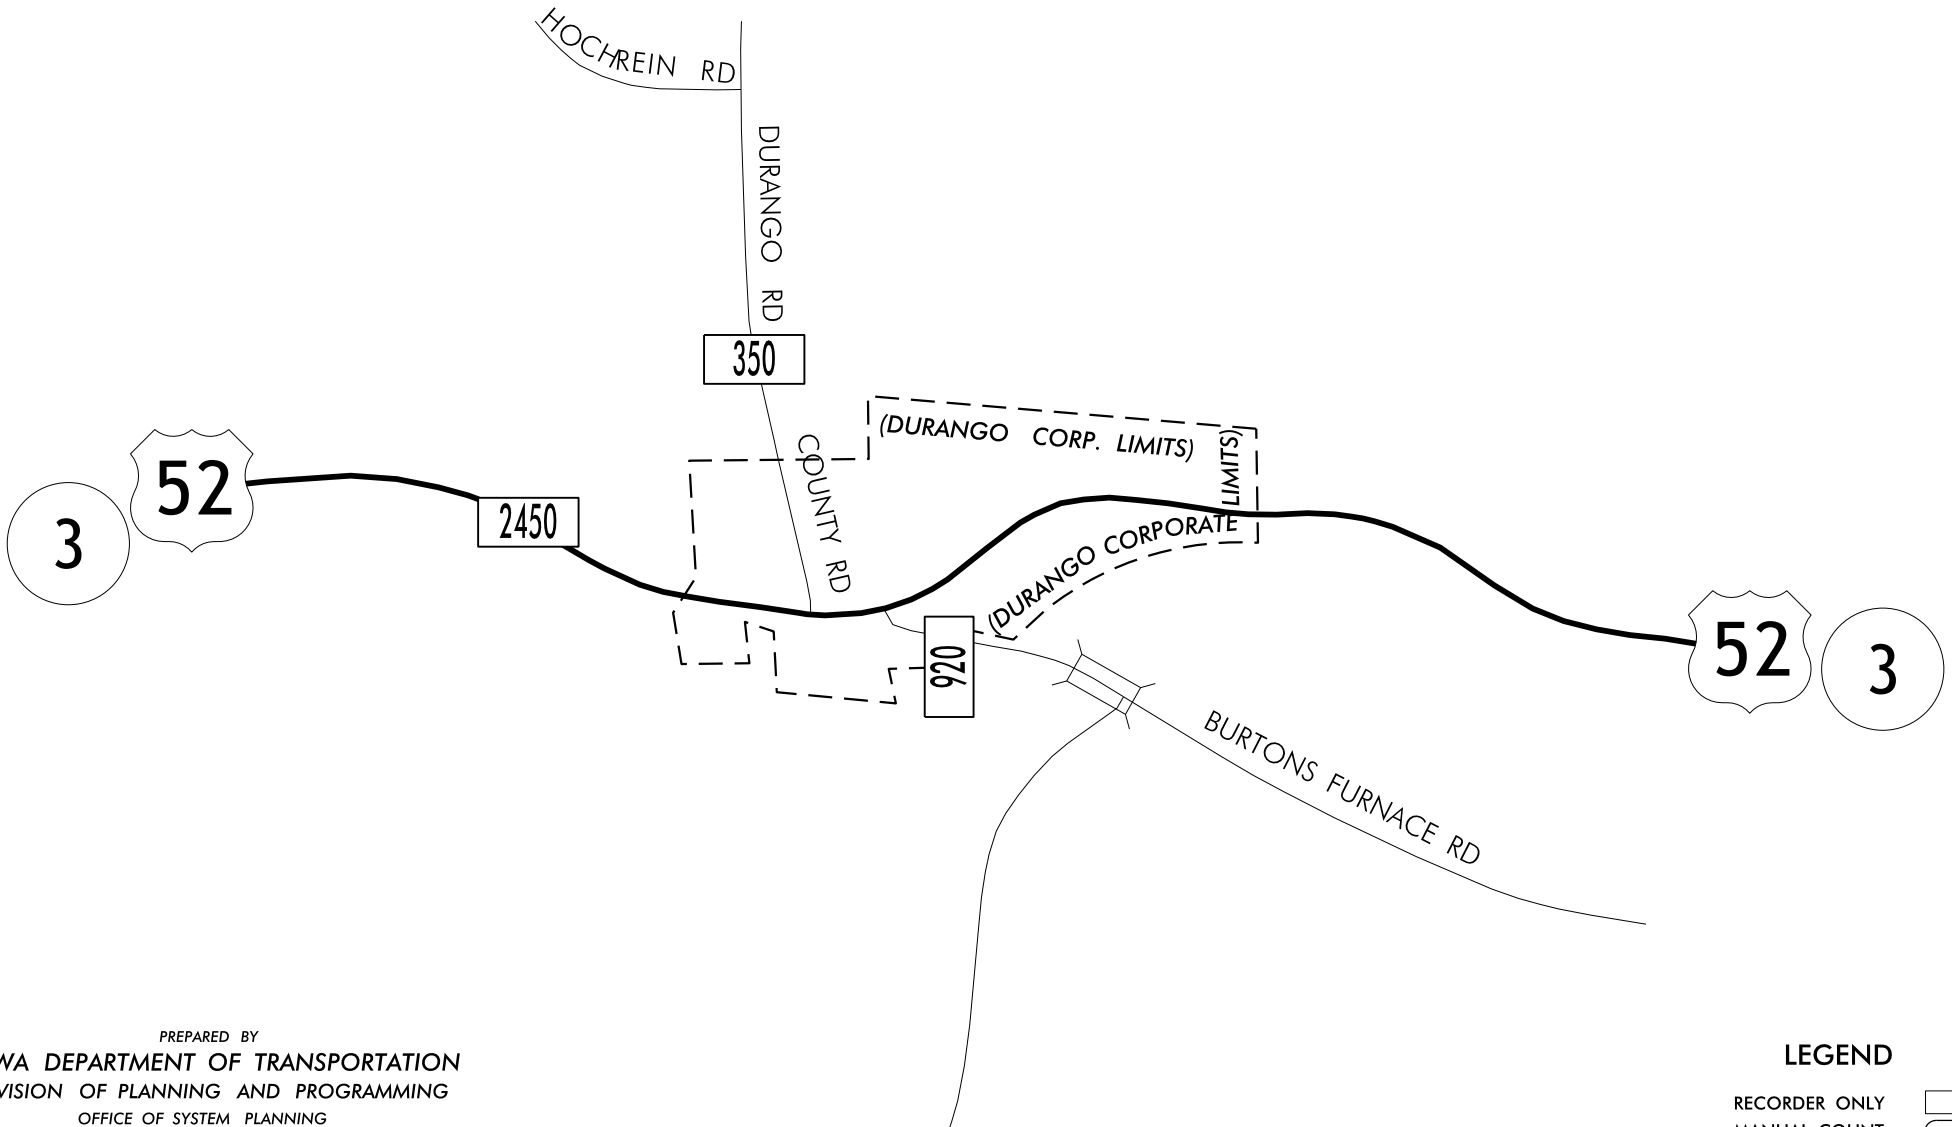 HOCHREIN RD
DURANGO RD
350
COUNTY RD
(DURANGO CORP. LIMITS)
(DURANGO CORPORATE LIMITS)
52
3
2450
920
52
3
BURTONS FURNACE RD
PREPARED BY
WA DEPARTMENT OF TRANSPORTATION
VISION OF PLANNING AND PROGRAMMING
OFFICE OF SYSTEM PLANNING
LEGEND
RECORDER ONLY
MANUAL COUNT